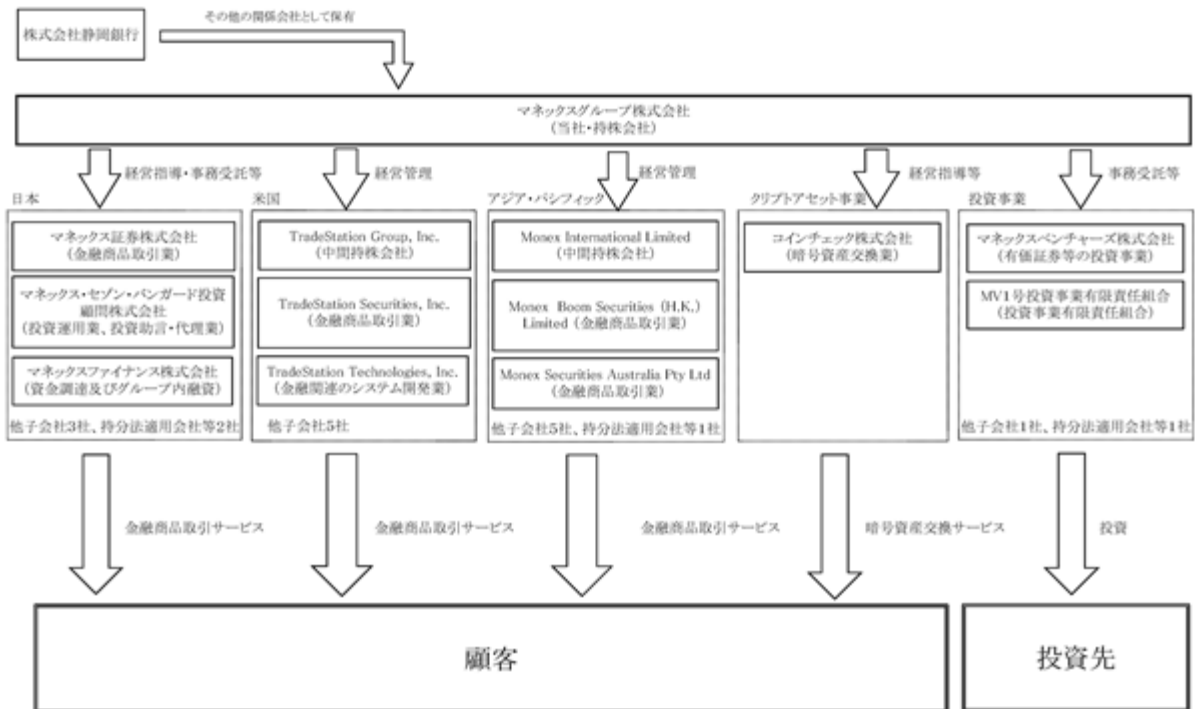 その他の関係会社として保有
株式会社静岡銀行
マネックスグループ株式会社
(当社・持株会社)
経営指導・事務受託等
経営管理
経営管理
経営指導等
事務受託等
日本
米国
アジア・パシフィック
クリプトアセット事業
投資事業
マネックス証券株式会社
(金融商品取引業)
マネックス・セゾン・バンガード投資
顧問株式会社
(投資運用業、投資助言・代理業)
マネックスファイナンス株式会社
(資金調達及びグループ内融資)
他子会社3社、持分法適用会社等2社
TradeStation Group, Inc.
(中間持株会社)
TradeStation Securities, Inc.
(金融商品取引業)
TradeStation Technologies, Inc.
(金融関連のシステム開発業)
他子会社5社
Monex International Limited
(中間持株会社)
Monex Boom Securities (H.K.)
Limited (金融商品取引業)
Monex Securities Australia Pty Ltd
(金融商品取引業)
他子会社5社、持分法適用会社等1社
コインチェック株式会社
(暗号資産交換業)
マネックスベンチャーズ株式会社
(有価証券等の投資事業)
MV1号投資事業有限責任組合
(投資事業有限責任組合)
他子会社1社、持分法適用会社等1社
金融商品取引サービス
金融商品取引サービス
金融商品取引サービス
暗号資産交換サービス
投資
顧客
投資先